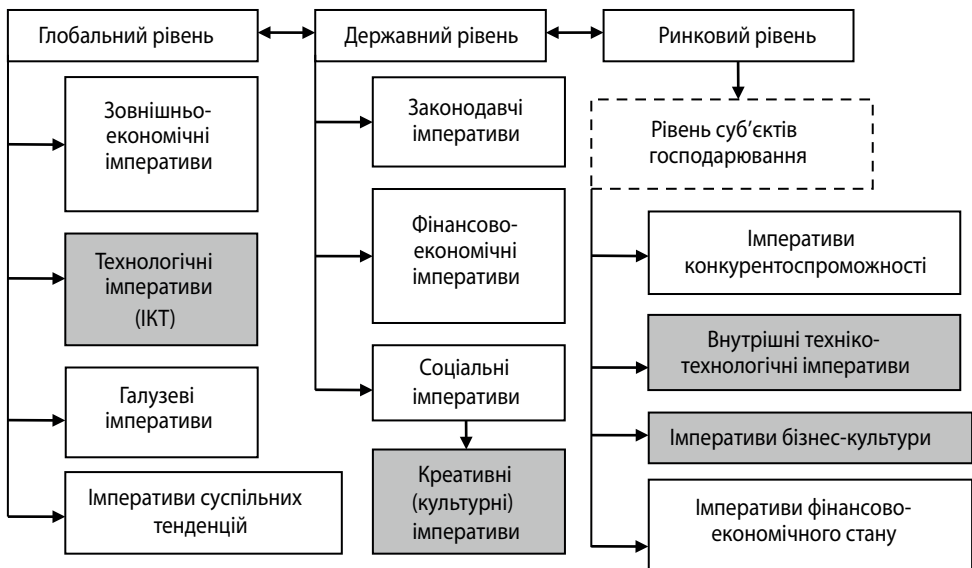 Глобальний рівень
Державний рівень
Ринковий рівень
Зовнішньо-
економічні
імперативи
Технологічні
імперативи
(ІКТ)
Галузеві
імперативи
Імперативи суспільних
тенденцій
Законодавчі
імперативи
Фінансово-
економічні
імперативи
Соціальні
імперативи
Креативні
(культурні)
імперативи
Рівень суб’єктів
господарювання
Імперативи
конкурентоспроможності
Внутрішні техніко-
технологічні імперативи
Імперативи бізнес-культури
Імперативи фінансово-
економічного стану